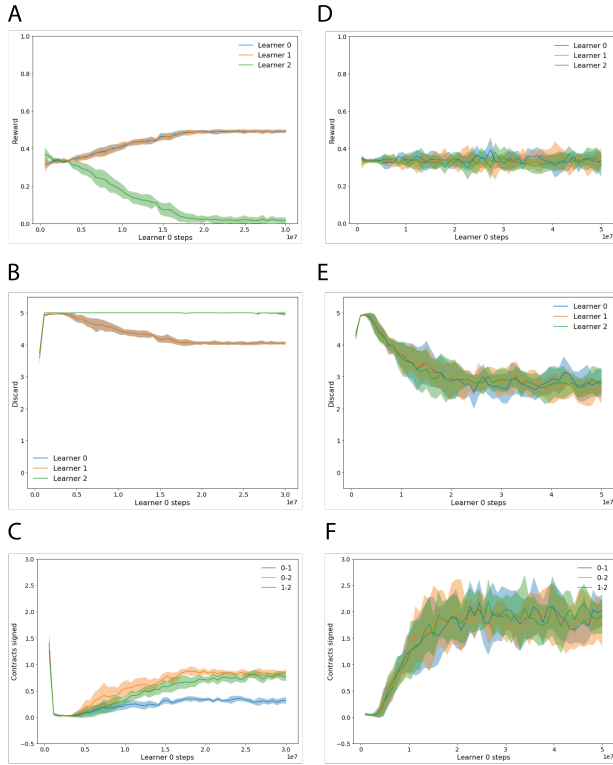 A
1.0
0.8
0.6
0.4
0.2
0.0
Reward
Learner 0
Learner 1
Learner 2
0.0 0.5 1.0 1.5 2.0 2.5 3.0
Learner 0 steps
1e7
D
1.0
0.8
0.6
0.4
0.2
0.0
Reward
Learner 0
Learner 1
Learner 2
0 1 2 3 4 5
Learner 0 steps
1e7
B
5
4
3
2
1
0
Discard
Learner 0
Learner 1
Learner 2
0.0 0.5 1.0 1.5 2.0 2.5 3.0
Learner 0 steps
1e7
E
5
4
3
2
1
0
Discard
Learner 0
Learner 1
Learner 2
0 1 2 3 4 5
Learner 0 steps
1e7
C
3.0
2.5
2.0
1.5
1.0
0.5
0.0
−0.5
Contracts signed
0-1
0-2
1-2
0.0 0.5 1.0 1.5 2.0 2.5 3.0
Learner 0 steps
1e7
F
3.0
2.5
2.0
1.5
1.0
0.5
0.0
−0.5
Contracts signed
0-1
0-2
1-2
0 1 2 3 4 5
Learner 0 steps
1e7